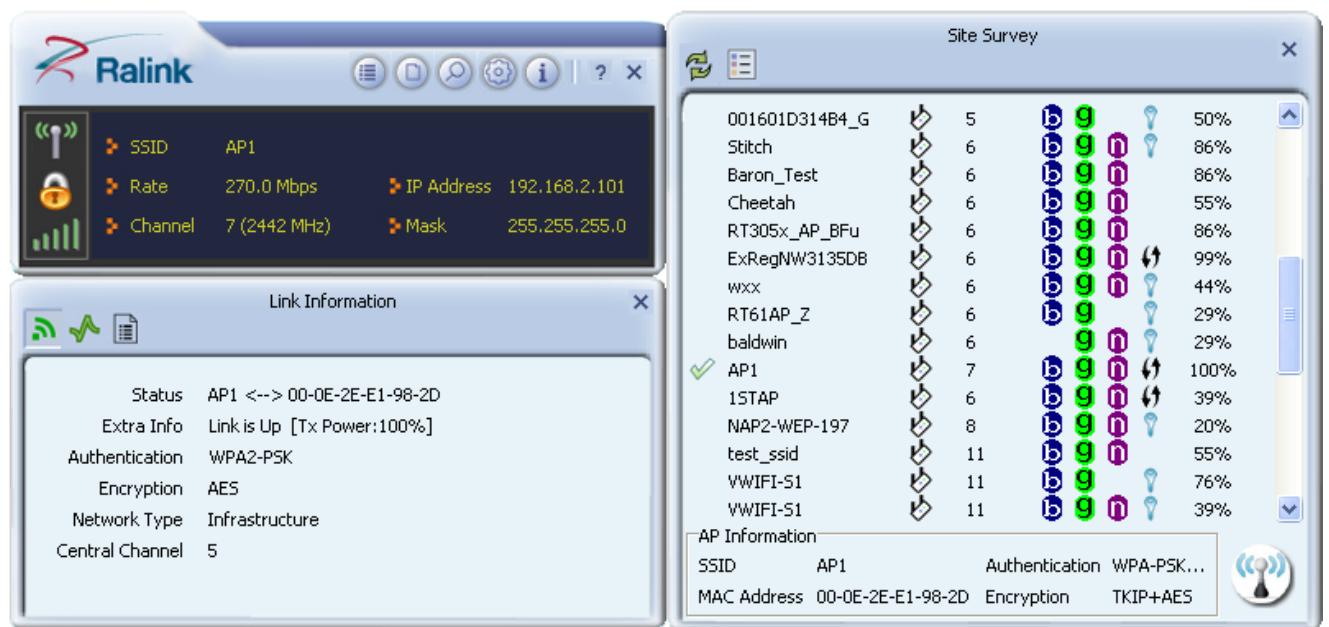 Ralink
? ×
SSID AP1
Rate 270.0 Mbps IP Address 192.168.2.101
Channel 7 (2442 MHz) Mask 255.255.255.0
Link Information ×
Status AP1 <--> 00-0E-2E-E1-98-2D
Extra Info Link is Up [Tx Power:100%]
Authentication WPA2-PSK
Encryption AES
Network Type Infrastructure
Central Channel 5
Site Survey ×
001601D314B4_G 5 b g 50%
Stitch 6 b g n 86%
Baron_Test 6 b g n 86%
Cheetah 6 b g n 55%
RT305x_AP_BFu 6 b g n 86%
ExRegNW3135DB 6 b g n 99%
wxx 6 b g n 44%
RT61AP_Z 6 b g 29%
baldwin 6 g n 29%
AP1 7 b g n 100%
1STAP 6 b g n 39%
NAP2-WEP-197 8 b g n 20%
test_ssid 11 b g n 55%
VWIFI-S1 11 b g 76%
VWIFI-S1 11 b g n 39%
AP Information
SSID AP1 Authentication WPA-PSK...
MAC Address 00-0E-2E-E1-98-2D Encryption TKIP+AES